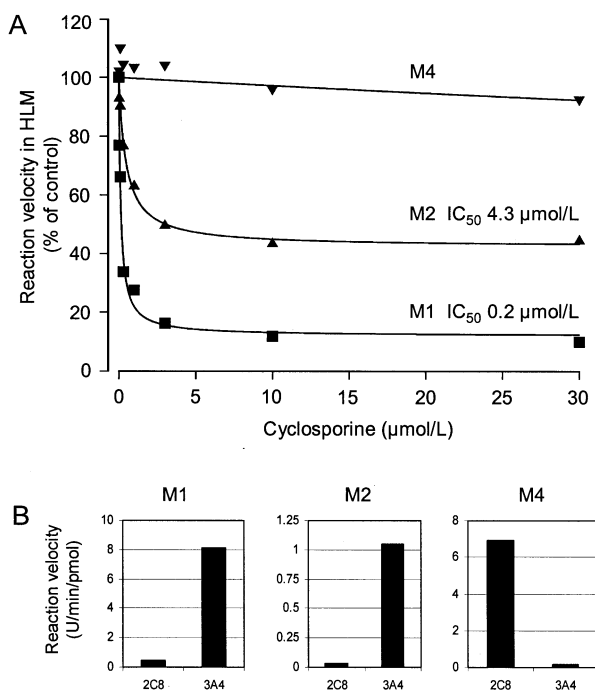 A
Reaction velocity in HLM
(% of control)
120
100
80
60
40
20
0
M4
M2 IC50 4.3 µmol/L
M1 IC50 0.2 µmol/L
0 5 10 15 20 25 30
Cyclosporine (µmol/L)
B
M1 M2 M4
Reaction velocity
(U/min/pmol)
10
8
6
4
2
0
2C8 3A4
1.25
1
0.75
0.5
0.25
0
2C8 3A4
8
6
4
2
0
2C8 3A4